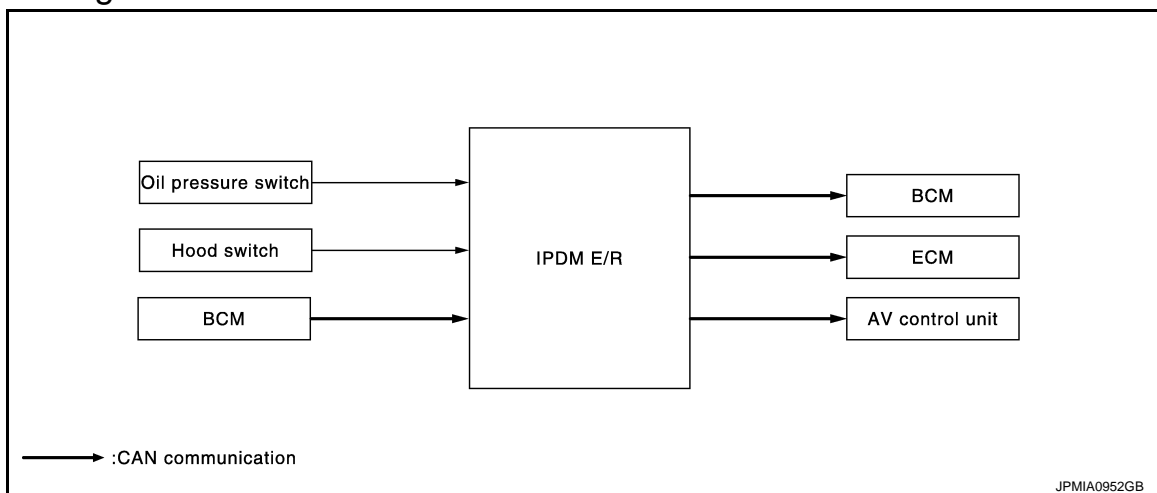 Oil pressure switch
Hood switch
BCM
IPDM E/R
BCM
ECM
AV control unit
:CAN communication
JPMIA0952GB